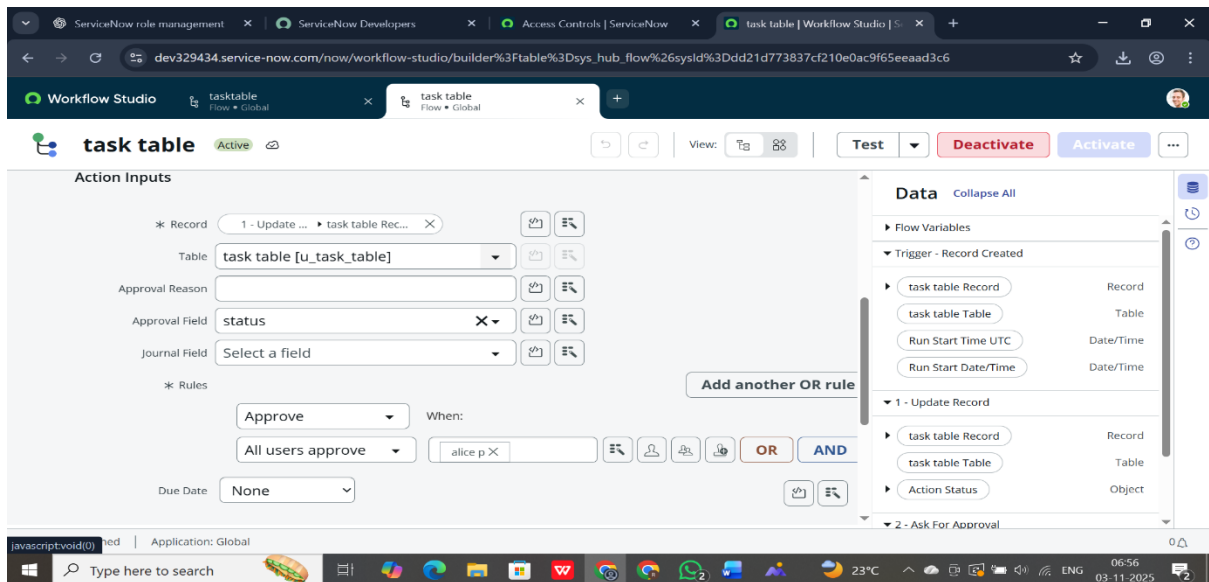 ServiceNow role management
ServiceNow Developers
Access Controls | ServiceNow
task table | Workflow Studio | S
dev329434.service-now.com/now/workflow-studio/builder%3Ftable%3Dsys_hub_flow%26sysId%3Ddd21d773837cf210e0ac9f65eeaad3c6
Workflow Studio
tasktable
Flow • Global
task table
Flow • Global
task table Active
View:
Test
Deactivate
Activate
Action Inputs
Data Collapse All
* Record 1 - Update ... ▸ task table Rec...
Table task table [u_task_table]
Approval Reason
Approval Field status
Journal Field Select a field
* Rules
Add another OR rule
Approve When:
All users approve alice p OR AND
Due Date None
Flow Variables
Trigger - Record Created
task table Record Record
task table Table Table
Run Start Time UTC Date/Time
Run Start Date/Time Date/Time
1 - Update Record
task table Record Record
task table Table Table
Action Status Object
2 - Ask For Approval
javascript:void(0) hed | Application: Global
0
Type here to search
23°C
ENG
06:56
03-11-2025